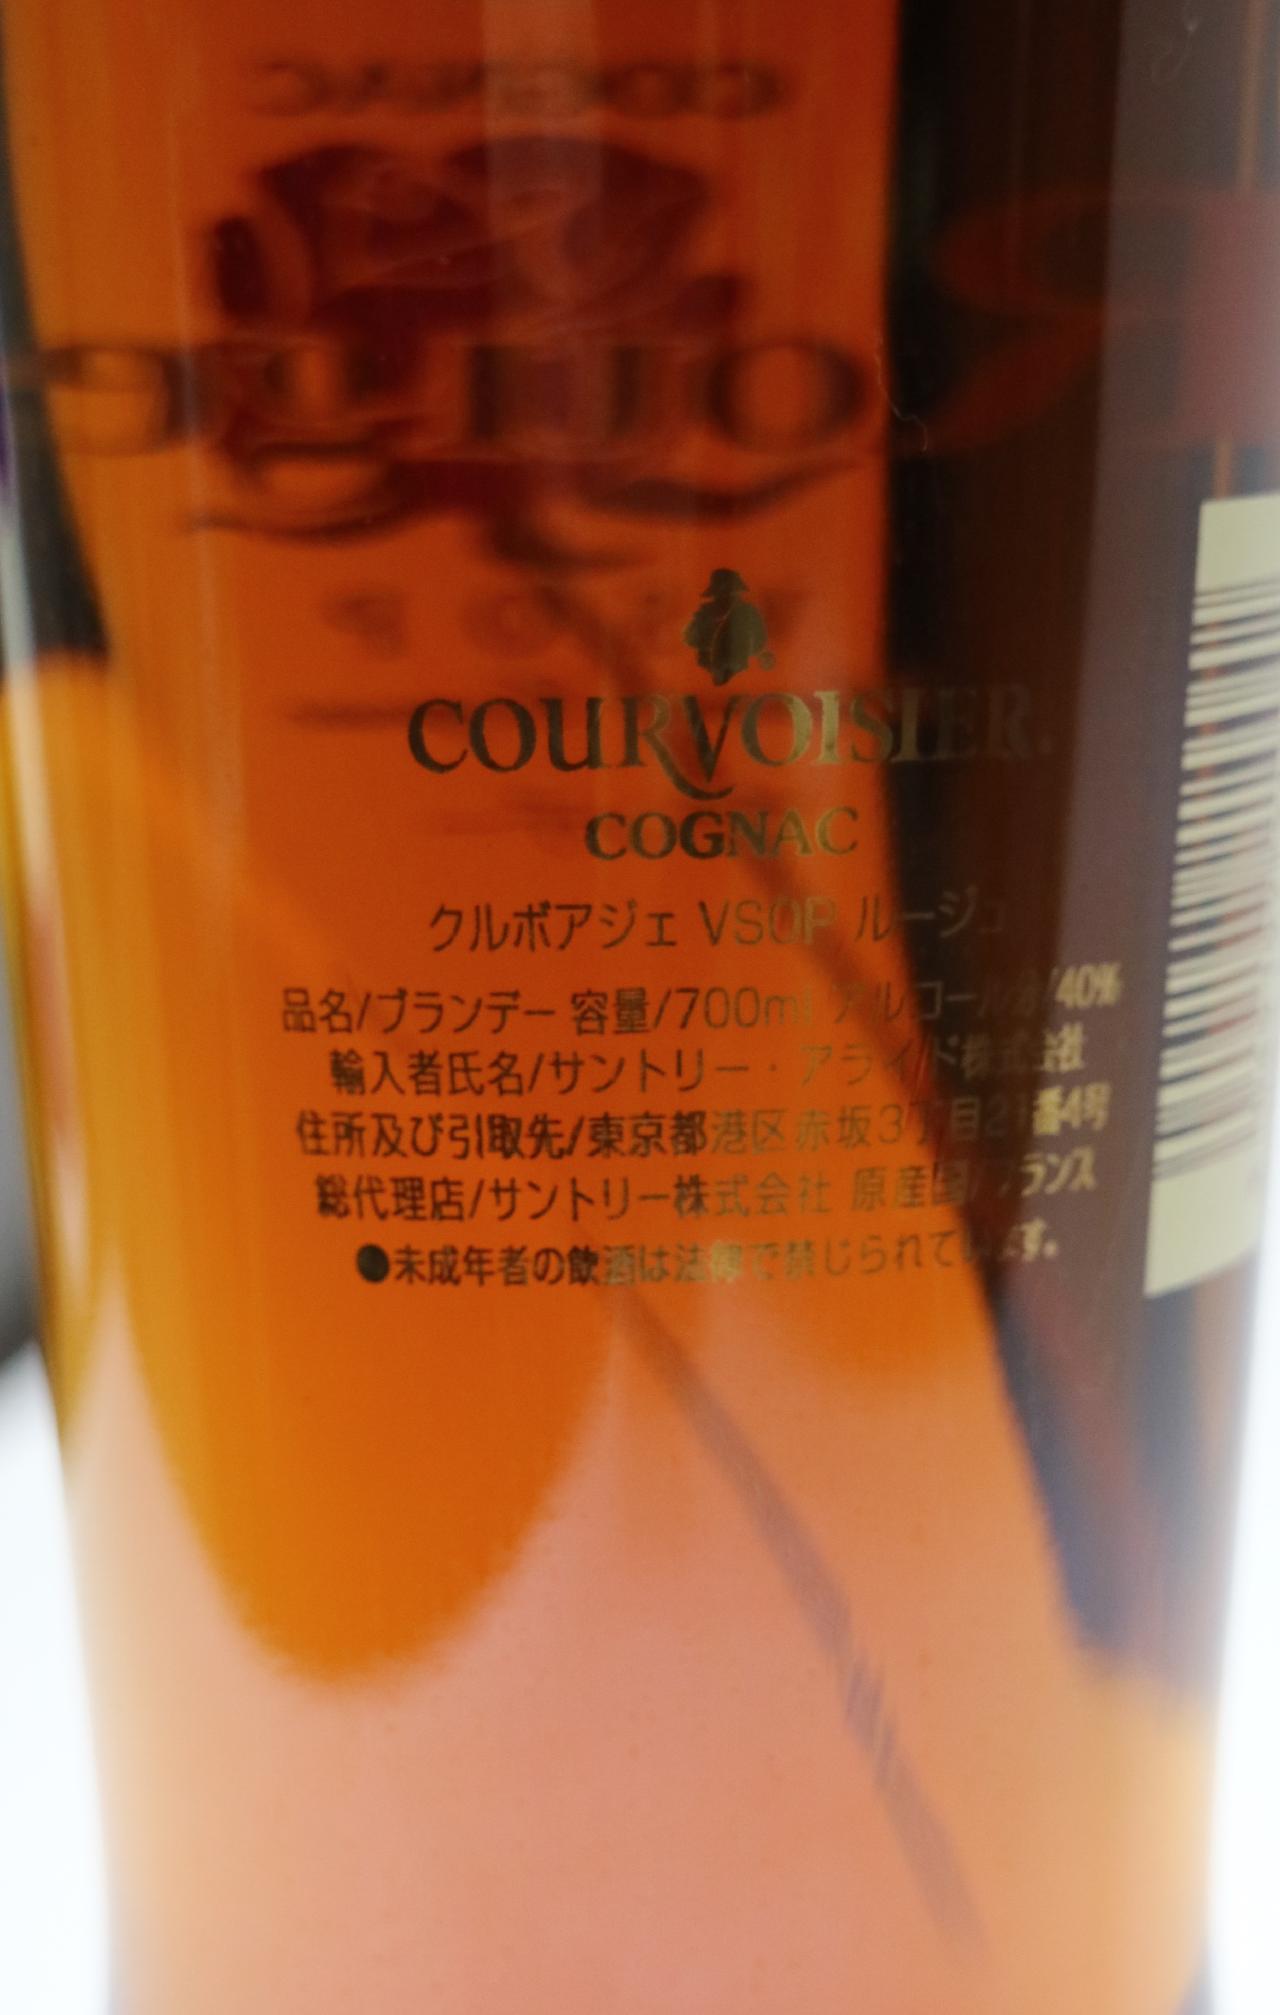 COURVOISIER®
COGNAC
クルボアジェ VSOP ルージュ
品名/ブランデー 容量/700ml アルコール分/40%
輸入者氏名/サントリー・アライド株式会社
住所及び引取先/東京都港区赤坂3丁目21番4号
総代理店/サントリー株式会社 原産国/フランス
●未成年者の飲酒は法律で禁じられています。